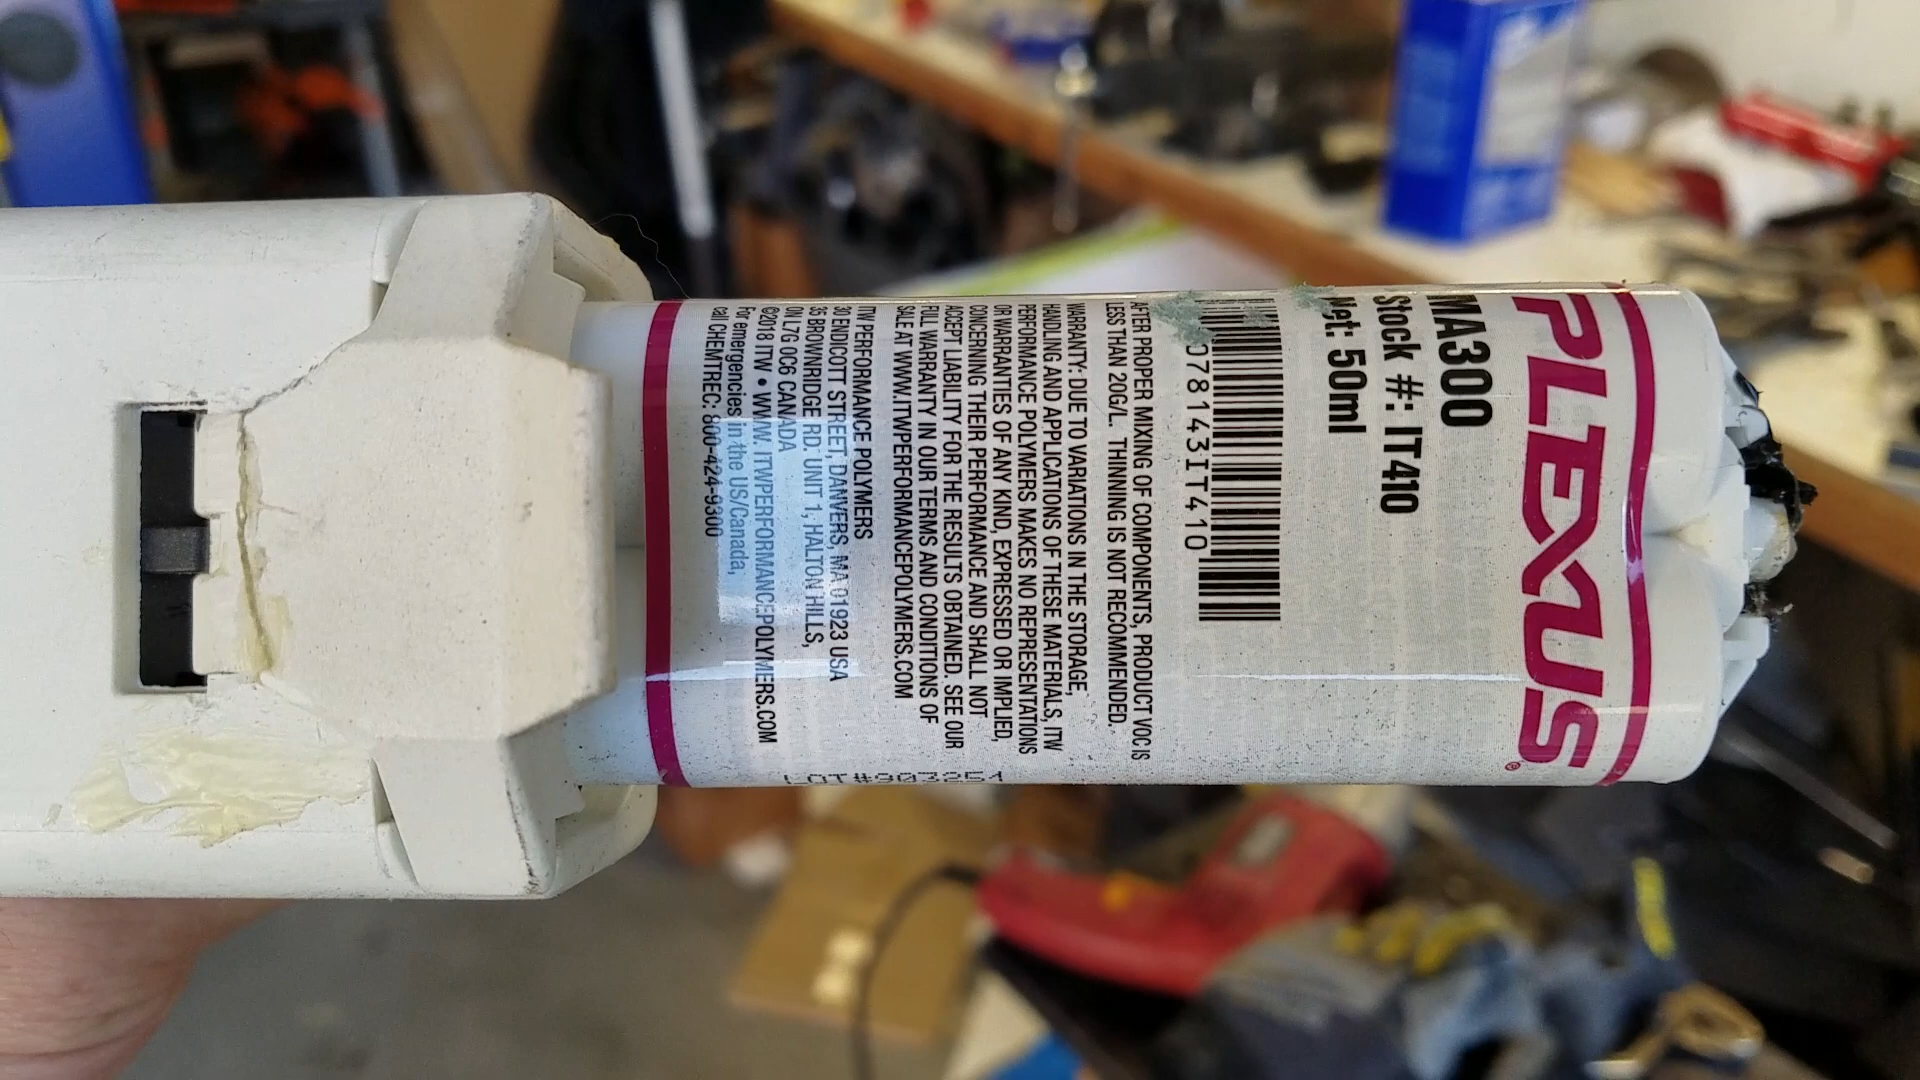 PLEXUS®
MA300
Stock #: IT410
Net: 50ml
078143IT410
AFTER PROPER MIXING OF COMPONENTS, PRODUCT VOC IS
LESS THAN 20G/L. THINNING IS NOT RECOMMENDED.
WARRANTY: DUE TO VARIATIONS IN THE STORAGE,
HANDLING AND APPLICATIONS OF THESE MATERIALS, ITW
PERFORMANCE POLYMERS MAKES NO REPRESENTATIONS
OR WARRANTIES OF ANY KIND, EXPRESSED OR IMPLIED,
CONCERNING THEIR PERFORMANCE AND SHALL NOT
ACCEPT LIABILITY FOR THE RESULTS OBTAINED. SEE OUR
FULL WARRANTY IN OUR TERMS AND CONDITIONS OF
SALE AT WWW.ITWPERFORMANCEPOLYMERS.COM
ITW PERFORMANCE POLYMERS
30 ENDICOTT STREET, DANVERS, MA 01923 USA
35 BROWNRIDGE RD. UNIT 1, HALTON HILLS,
ON L7G 0C6 CANADA
©2018 ITW • WWW. ITWPERFORMANCEPOLYMERS.COM
For emergencies in the US/Canada,
call CHEMTREC: 800-424-9300